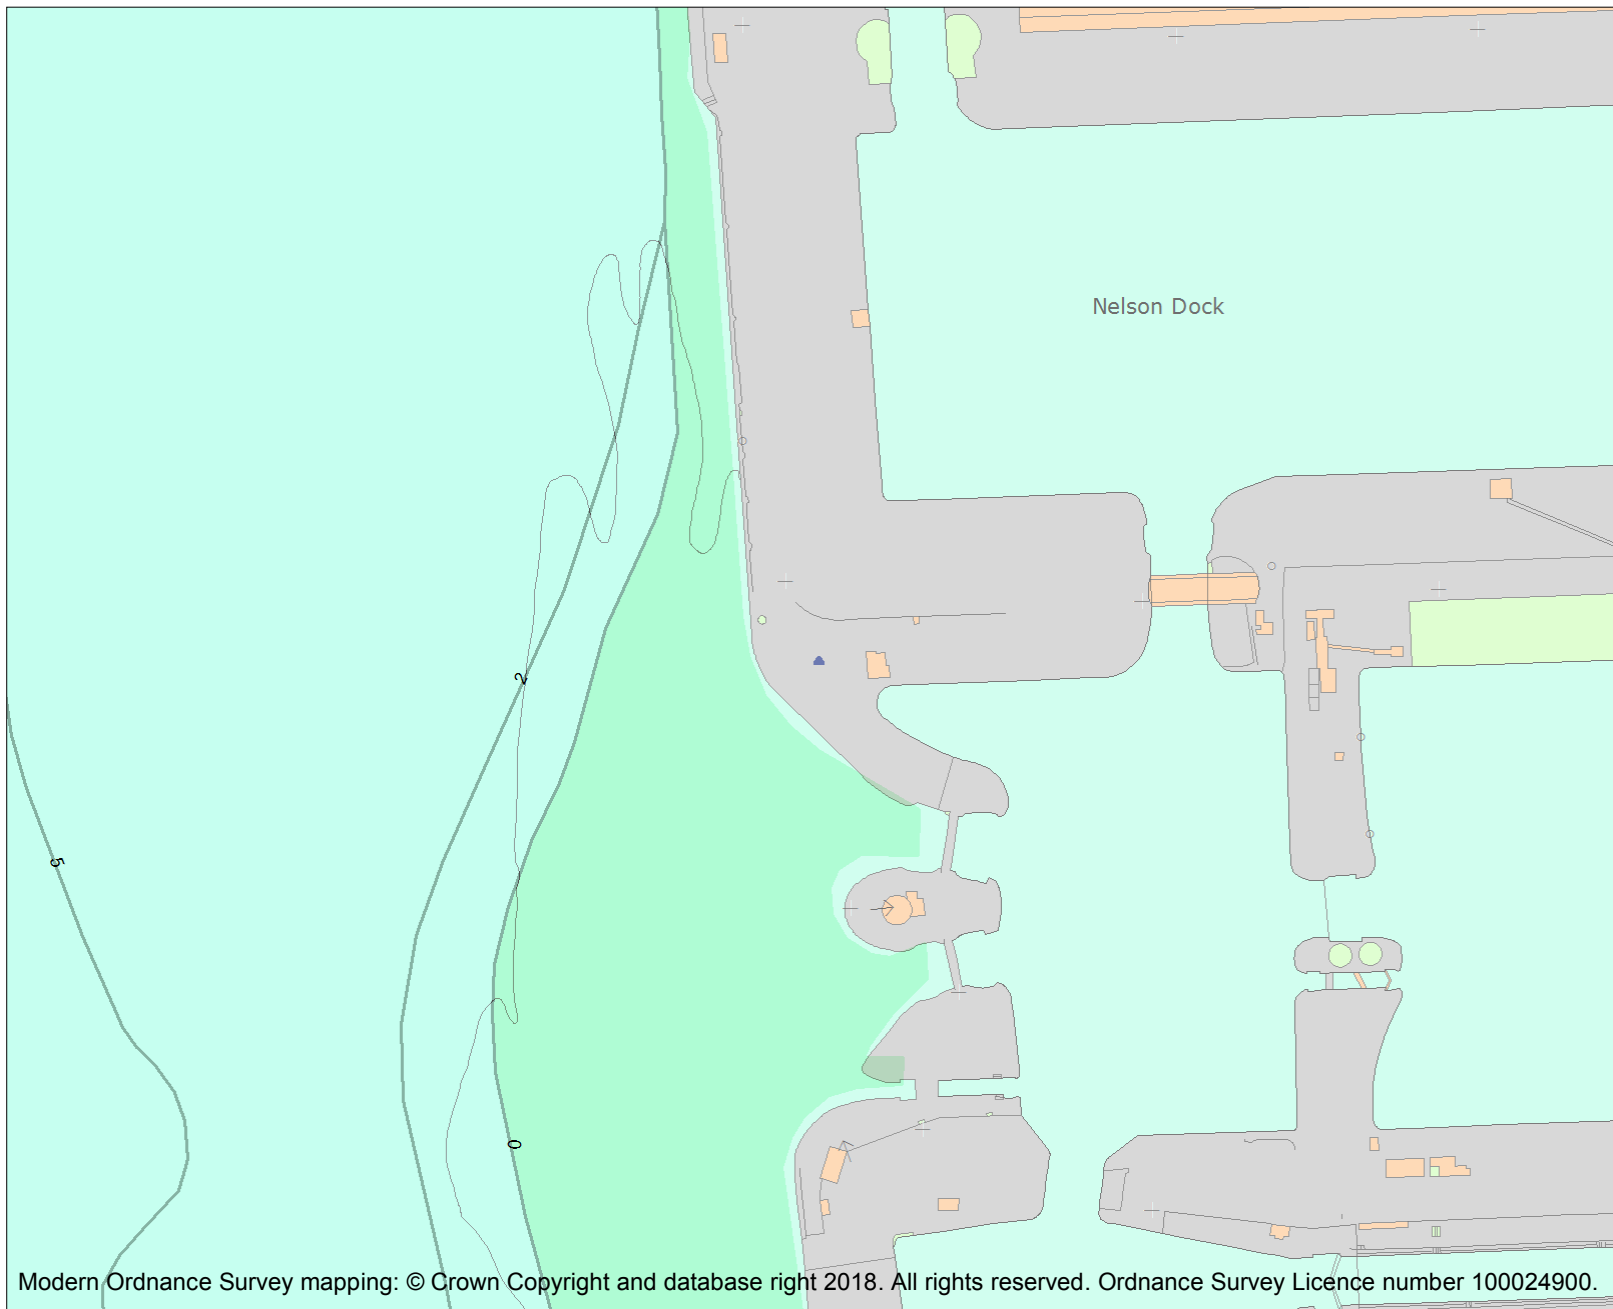 Nelson Dock
2
5
0
Modern Ordnance Survey mapping: © Crown Copyright and database right 2018. All rights reserved. Ordnance Survey Licence number 100024900.